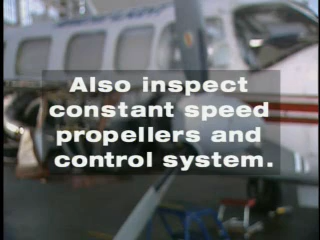 Also inspect
constant speed
propellers and
control system.